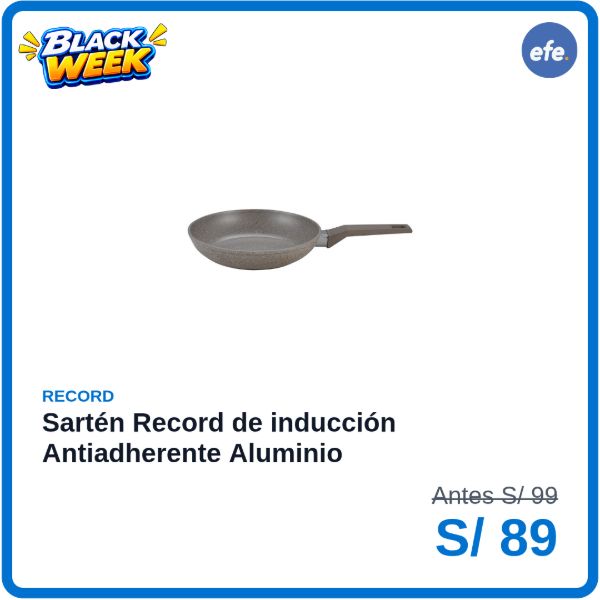 BLACK
WEEK
efe.
RECORD
Sartén Record de inducción
Antiadherente Aluminio
Antes S/ 99
S/ 89